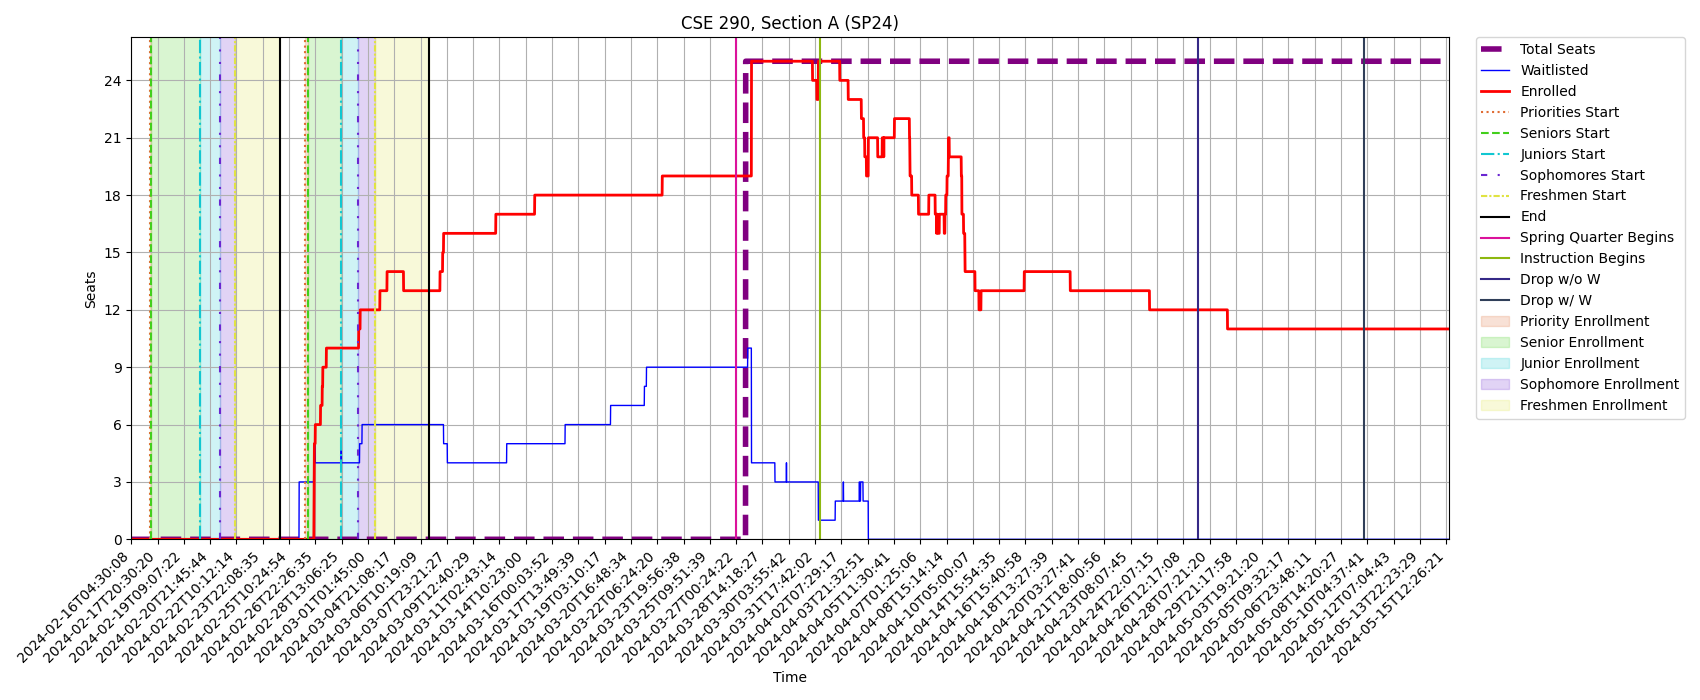 CSE 290, Section A (SP24)
Seats
24
21
18
15
12
9
6
3
0
2024-02-16T04:30:08
2024-02-17T20:30:20
2024-02-19T09:07:22
2024-02-20T21:45:44
2024-02-22T10:12:14
2024-02-23T22:08:35
2024-02-25T10:24:54
2024-02-26T22:26:35
2024-02-28T13:06:25
2024-03-01T01:45:00
2024-03-04T21:08:17
2024-03-06T10:19:09
2024-03-07T23:21:27
2024-03-09T12:40:29
2024-03-11T02:43:14
2024-03-14T10:23:00
2024-03-16T00:03:52
2024-03-17T13:49:39
2024-03-19T03:10:17
2024-03-20T16:48:34
2024-03-22T06:24:20
2024-03-23T19:56:38
2024-03-25T09:51:39
2024-03-27T00:24:22
2024-03-28T14:18:27
2024-03-30T03:55:42
2024-03-31T17:42:02
2024-04-02T07:29:17
2024-04-03T21:32:51
2024-04-05T11:30:41
2024-04-07T01:25:06
2024-04-08T15:14:14
2024-04-10T05:00:07
2024-04-14T15:54:35
2024-04-16T15:40:58
2024-04-18T13:27:39
2024-04-20T03:27:41
2024-04-21T18:00:56
2024-04-23T08:07:45
2024-04-24T22:07:15
2024-04-26T12:17:08
2024-04-28T07:21:20
2024-04-29T21:17:58
2024-05-03T19:21:20
2024-05-05T09:32:17
2024-05-06T23:48:11
2024-05-08T14:20:27
2024-05-10T04:37:41
2024-05-12T07:04:43
2024-05-13T22:23:29
2024-05-15T12:26:21
Time
Total Seats
Waitlisted
Enrolled
Priorities Start
Seniors Start
Juniors Start
Sophomores Start
Freshmen Start
End
Spring Quarter Begins
Instruction Begins
Drop w/o W
Drop w/ W
Priority Enrollment
Senior Enrollment
Junior Enrollment
Sophomore Enrollment
Freshmen Enrollment